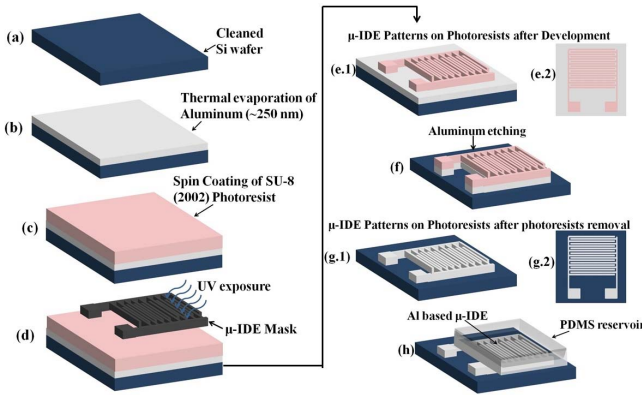 (a)
Cleaned
Si wafer
Thermal evaporation of
Aluminum (~250 nm)
(b)
Spin Coating of SU-8
(2002) Photoresist
(c)
UV exposure
μ-IDE Mask
(d)
μ-IDE Patterns on Photoresists after Development
(e.1)
(e.2)
Aluminum etching
(f)
μ-IDE Patterns on Photoresists after photoresists removal
(g.1)
(g.2)
Al based μ-IDE
PDMS reservoir
(h)